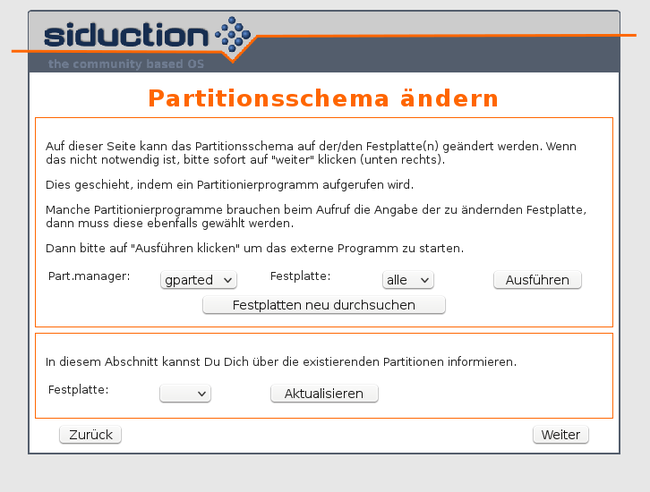 siduction
the community based OS
Partitionsschema ändern
Auf dieser Seite kann das Partitionsschema auf der/den Festplatte(n) geändert werden. Wenn
das nicht notwendig ist, bitte sofort auf "weiter" klicken (unten rechts).
Dies geschieht, indem ein Partitionierprogramm aufgerufen wird.
Manche Partitionierprogramme brauchen beim Aufruf die Angabe der zu ändernden Festplatte,
dann muss diese ebenfalls gewählt werden.
Dann bitte auf "Ausführen klicken" um das externe Programm zu starten.
Part.manager: gparted Festplatte: alle Ausführen
Festplatten neu durchsuchen
In diesem Abschnitt kannst Du Dich über die existierenden Partitionen informieren.
Festplatte: Aktualisieren
Zurück Weiter